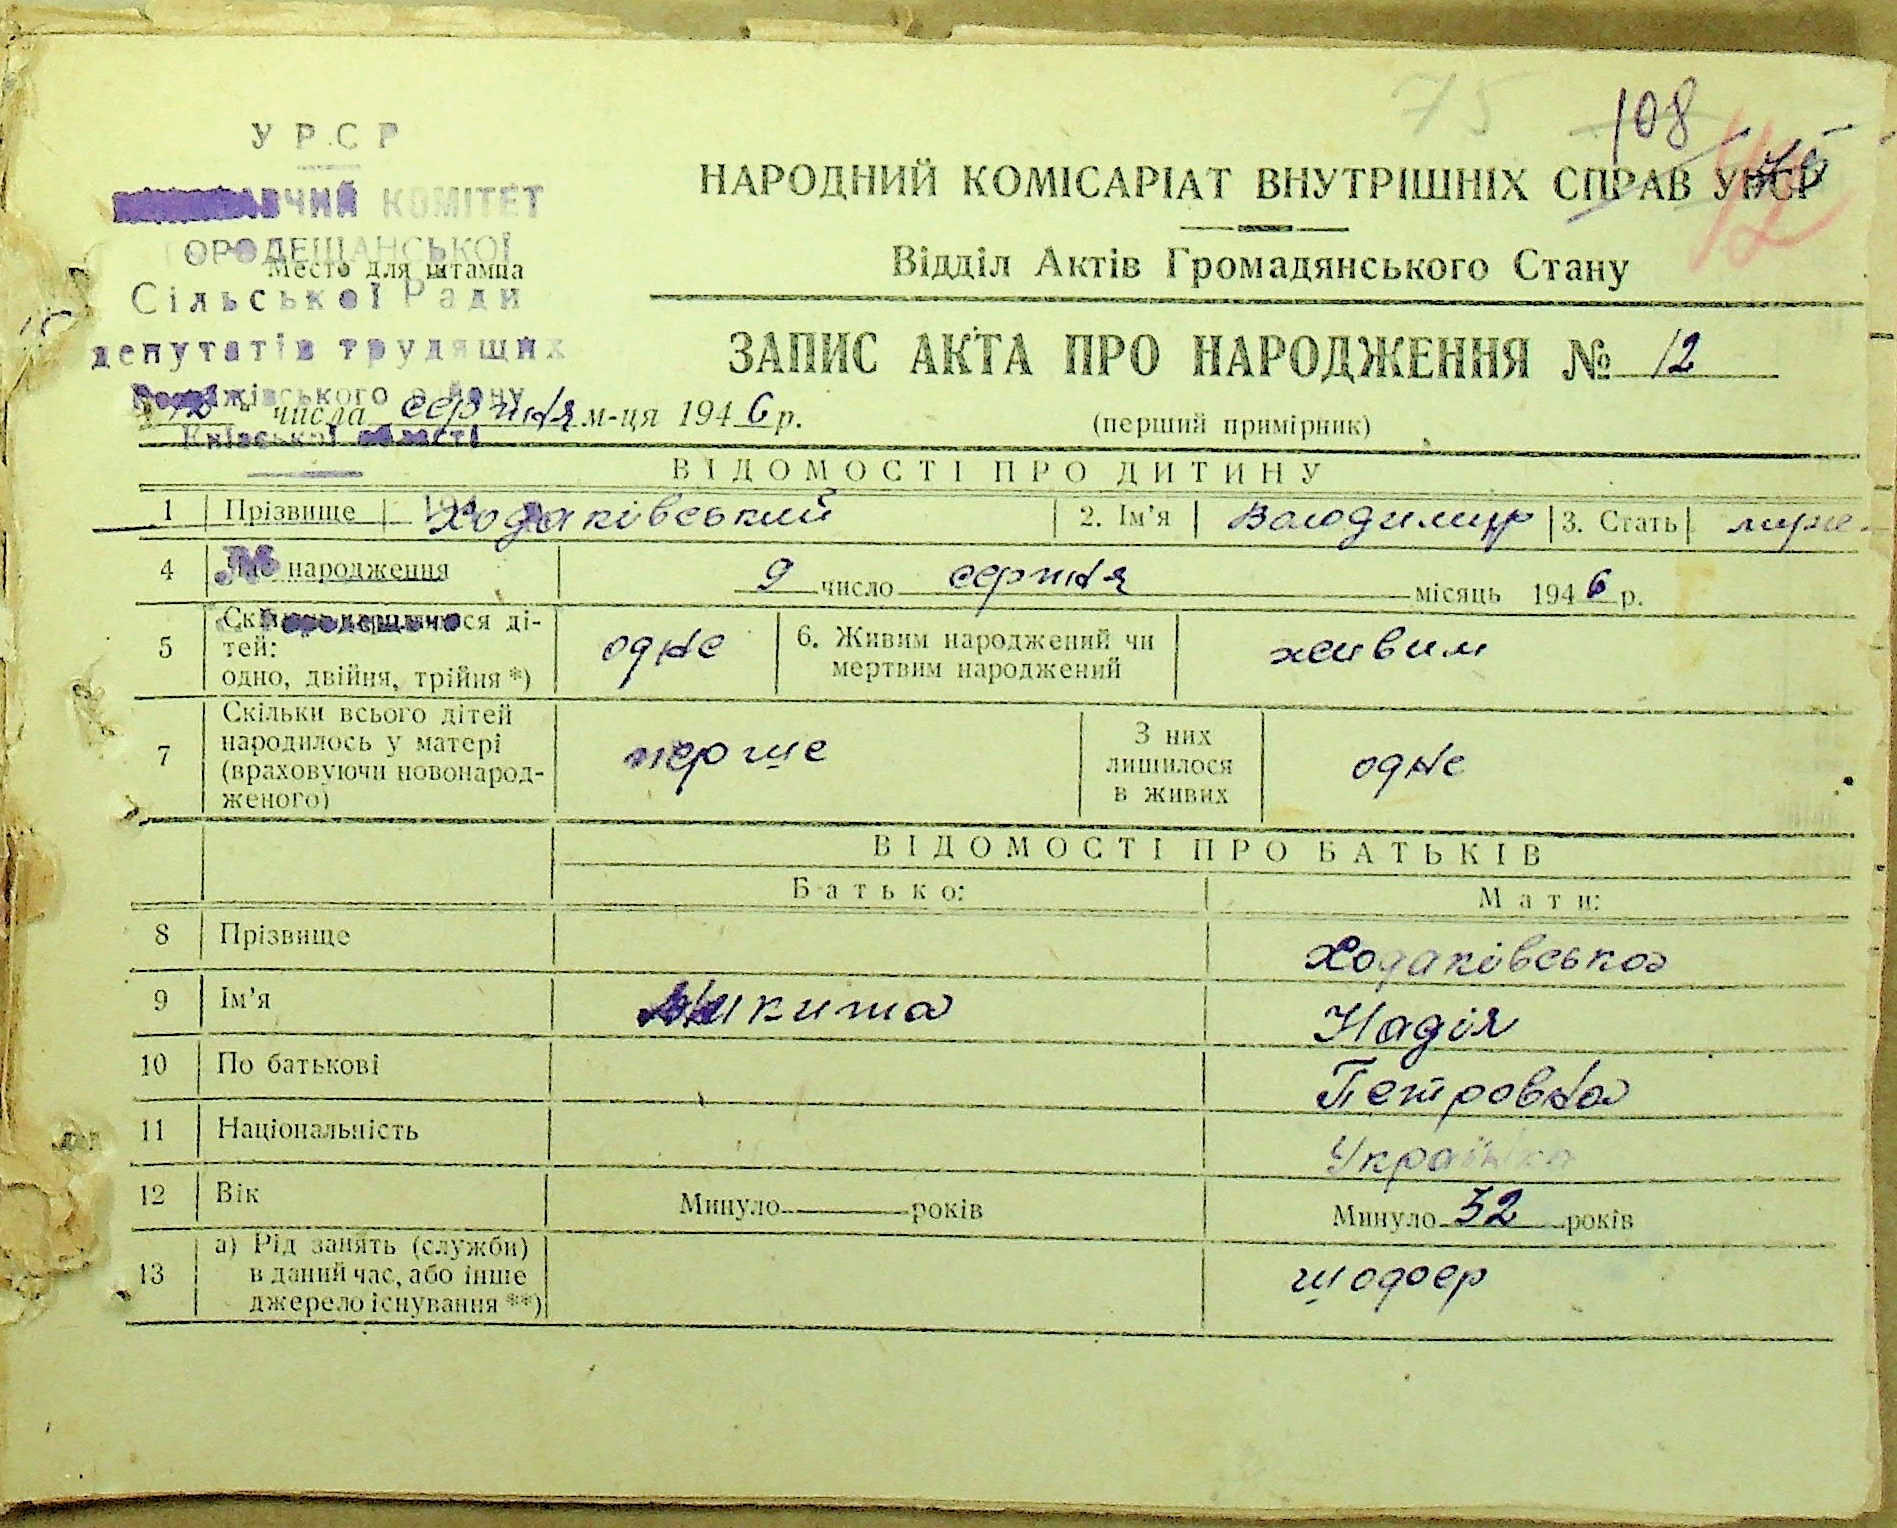 75
108
УРСР
КОМІТЕТ
НАРОДНИЙ КОМІСАРІАТ ВНУТРІШНІХ СПРАВ УРСР
ГОРОДЕЩАНСЬКОЇ
Место для штампа
Відділ Актів Громадянського Стану
Сільської Ради
депутатів трудящих
ЗАПИС АКТА ПРО НАРОДЖЕННЯ № 12
району
числа серпня м-ця 1946 р.
(перший примірник)
Київської області
ВІДОМОСТІ ПРО ДИТИНУ
1 Прізвище Ходаківський 2. Ім'я Володимир 3. Стать муж.
4 народження 9 число серпня місяць 1946 р.
5 ся ді-
тей:
одно, двійня, трійня *) одне
6. Живим народжений чи
мертвим народжений живим
7 Скільки всього дітей
народилось у матері
(враховуючи новонарод-
женого) перше
З них
лишилося
в живих одне
ВІДОМОСТІ ПРО БАТЬКІВ
Батько: Мати:
8 Прізвище Ходаківська
9 Ім'я Микита Надія
10 По батькові Петровна
11 Національність Українка
12 Вік Минуло років Минуло 32 років
13 а) Рід занять (служби)
в даний час, або інше
джерело існування **)